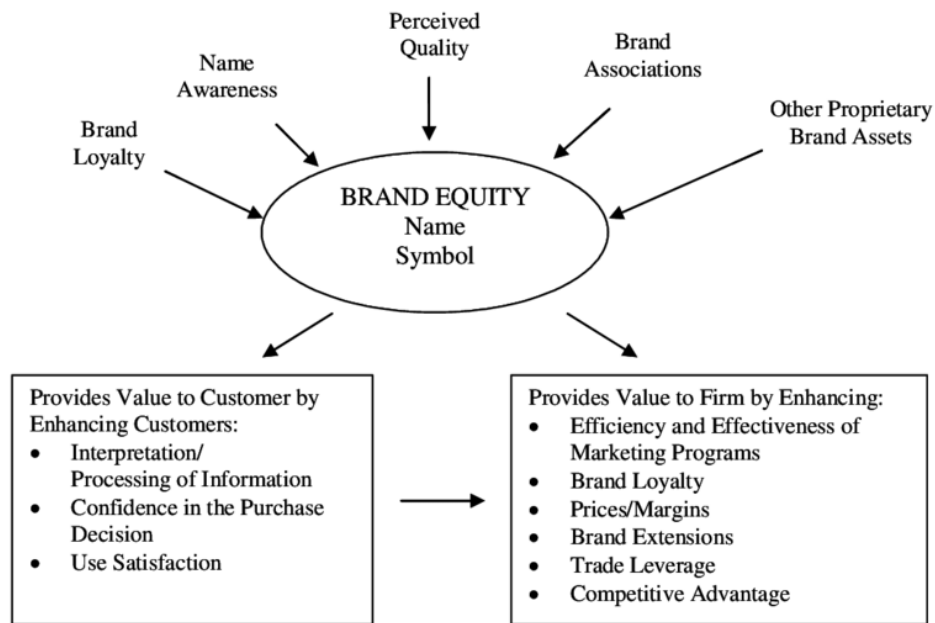 Perceived
Quality
Brand
Associations
Name
Awareness
Other Proprietary
Brand Assets
Brand
Loyalty
BRAND EQUITY
Name
Symbol
Provides Value to Customer by
Enhancing Customers:
• Interpretation/
Processing of Information
• Confidence in the Purchase
Decision
• Use Satisfaction
Provides Value to Firm by Enhancing:
• Efficiency and Effectiveness of
Marketing Programs
• Brand Loyalty
• Prices/Margins
• Brand Extensions
• Trade Leverage
• Competitive Advantage